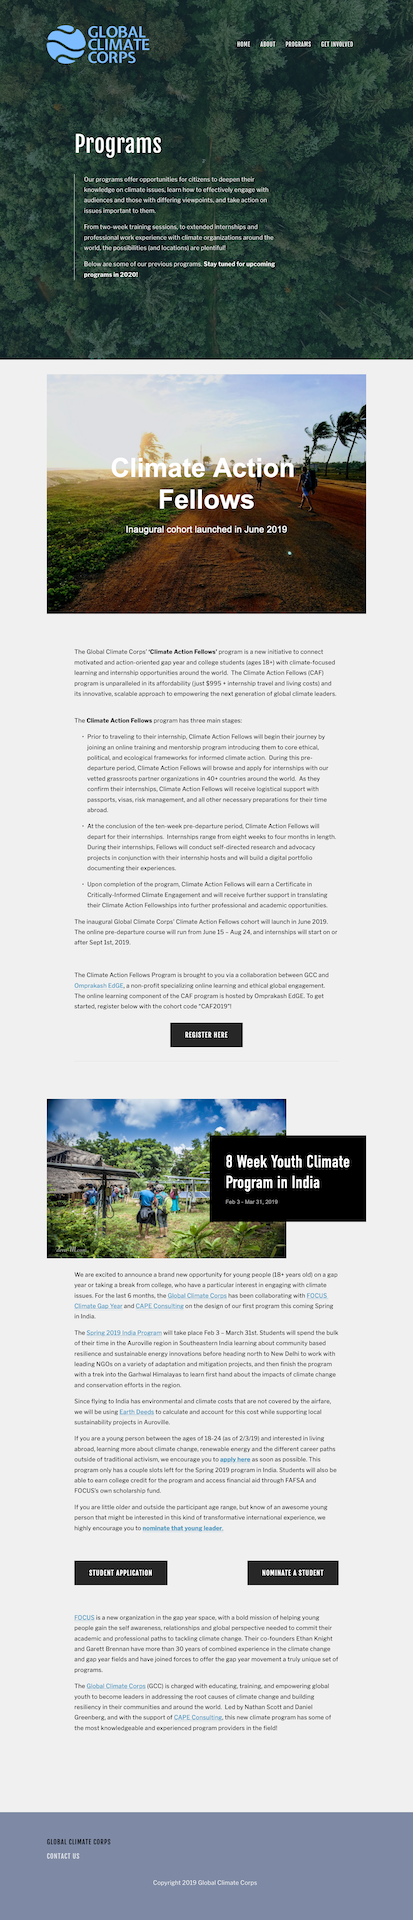 GLOBAL
CLIMATE
CORPS
HOME ABOUT PROGRAMS GET INVOLVED
Programs
Our programs offer opportunities for citizens to deepen their
knowledge on climate issues, learn how to effectively engage with
audiences and those with differing viewpoints, and take action on
issues important to them.
From two-week training sessions, to extended internships and
professional work experience with climate organizations around the
world, the possibilities (and locations) are plentiful!
Below are some of our previous programs. Stay tuned for upcoming
programs in 2020!
Climate Action
Fellows
Inaugural cohort launched in June 2019
The Global Climate Corps' 'Climate Action Fellows' program is a new initiative to connect
motivated and action-oriented gap year and college students (ages 18+) with climate-focused
learning and internship opportunities around the world. The Climate Action Fellows (CAF)
program is unparalleled in its affordability (just $995 + internship travel and living costs) and
its innovative, scalable approach to empowering the next generation of global climate leaders.
The Climate Action Fellows program has three main stages:
• Prior to traveling to their internship, Climate Action Fellows will begin their journey by
joining an online training and mentorship program introducing them to core ethical,
political, and ecological frameworks for informed climate action. During this pre-
departure period, Climate Action Fellows will browse and apply for internships with our
vetted grassroots partner organizations in 40+ countries around the world. As they
confirm their internships, Climate Action Fellows will receive logistical support with
passports, visas, risk management, and all other necessary preparations for their time
abroad.
• At the conclusion of the ten-week pre-departure period, Climate Action Fellows will
depart for their internships. Internships range from eight weeks to four months in length.
During their internships, Fellows will conduct self-directed research and advocacy
projects in conjunction with their internship hosts and will build a digital portfolio
documenting their experiences.
• Upon completion of the program, Climate Action Fellows will earn a Certificate in
Critically-Informed Climate Engagement and will receive further support in translating
their Climate Action Fellowships into further professional and academic opportunities.
The inaugural Global Climate Corps' Climate Action Fellows cohort will launch in June 2019.
The online pre-departure course will run from June 15 – Aug 24, and internships will start on or
after Sept 1st, 2019.
The Climate Action Fellows Program is brought to you via a collaboration between GCC and
Omprakash EdGE, a non-profit specializing online learning and ethical global engagement.
The online learning component of the CAF program is hosted by Omprakash EdGE. To get
started, register below with the cohort code "CAF2019"!
REGISTER HERE
8 Week Youth Climate
Program in India
Feb 3 - Mar 31, 2019
We are excited to announce a brand new opportunity for young people (18+ years old) on a gap
year or taking a break from college, who have a particular interest in engaging with climate
issues. For the last 6 months, the Global Climate Corps has been collaborating with FOCUS
Climate Gap Year and CAPE Consulting on the design of our first program this coming Spring
in India.
The Spring 2019 India Program will take place Feb 3 – March 31st. Students will spend the bulk
of their time in the Auroville region in Southeastern India learning about community based
resilience and sustainable energy innovations before heading north to New Delhi to work with
leading NGOs on a variety of adaptation and mitigation projects, and then finish the program
with a trek into the Garhwal Himalayas to learn first hand about the impacts of climate change
and conservation efforts in the region.
Since flying to India has environmental and climate costs that are not covered by the airfare,
we will be using Earth Deeds to calculate and account for this cost while supporting local
sustainability projects in Auroville.
If you are a young person between the ages of 18-24 (as of 2/3/19) and interested in living
abroad, learning more about climate change, renewable energy and the different career paths
outside of traditional activism, we encourage you to apply here as soon as possible. This
program only has a couple slots left for the Spring 2019 program in India. Students will also be
able to earn college credit for the program and access financial aid through FAFSA and
FOCUS's own scholarship fund.
If you are little older and outside the participant age range, but know of an awesome young
person that might be interested in this kind of transformative international experience, we
highly encourage you to nominate that young leader.
STUDENT APPLICATION NOMINATE A STUDENT
FOCUS is a new organization in the gap year space, with a bold mission of helping young
people gain the self awareness, relationships and global perspective needed to commit their
academic and professional paths to tackling climate change. Their co-founders Ethan Knight
and Garett Brennan have more than 30 years of combined experience in the climate change
and gap year fields and have joined forces to offer the gap year movement a truly unique set of
programs.
The Global Climate Corps (GCC) is charged with educating, training, and empowering global
youth to become leaders in addressing the root causes of climate change and building
resiliency in their communities and around the world. Led by Nathan Scott and Daniel
Greenberg, and with the support of CAPE Consulting, this new climate program has some of
the most knowledgeable and experienced program providers in the field!
GLOBAL CLIMATE CORPS
CONTACT US
Copyright 2019 Global Climate Corps